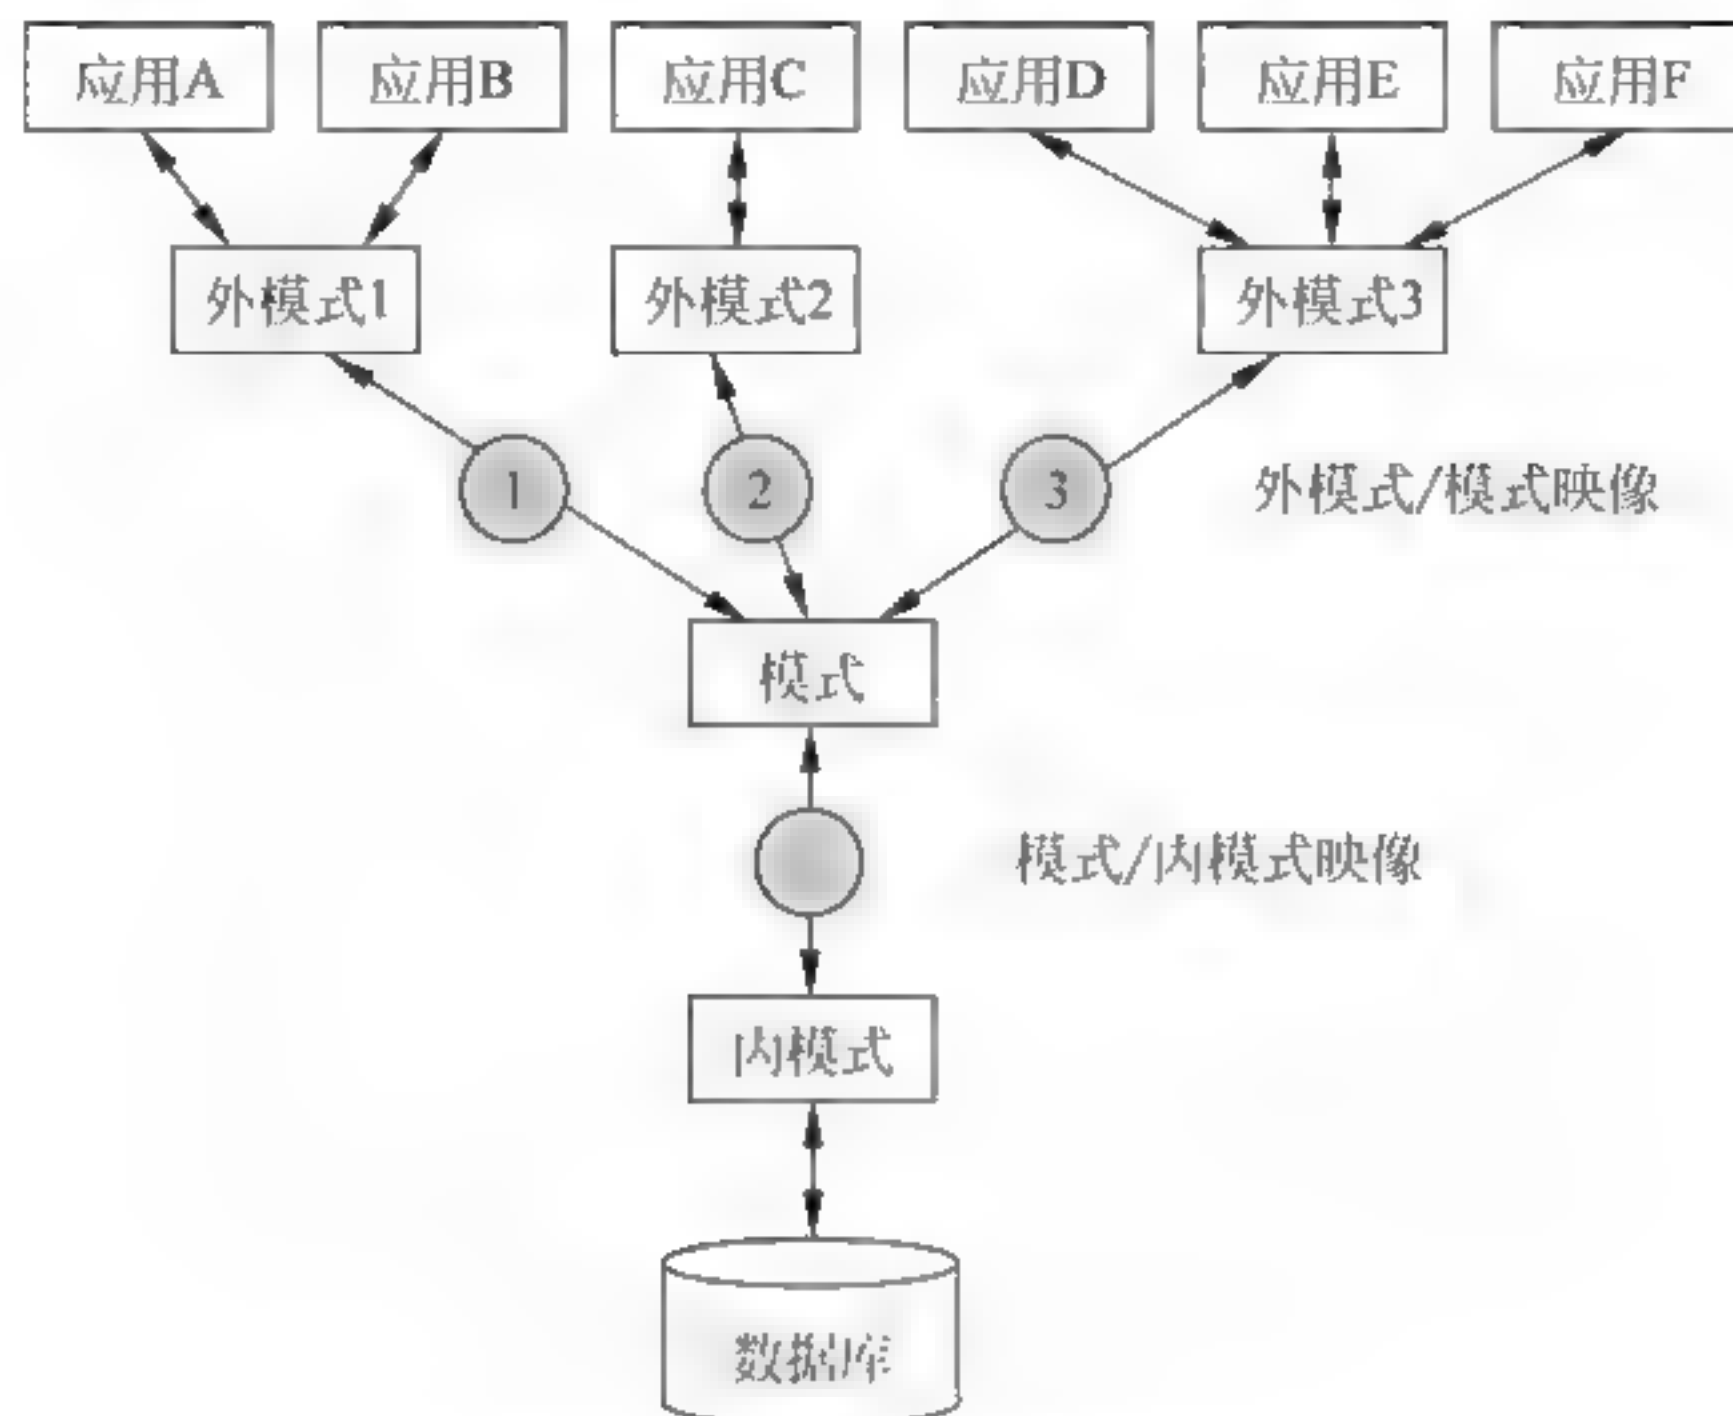 应用A
应用B
应用C
应用D
应用E
应用F
外模式1
外模式2
外模式3
1
2
3
外模式/模式映像
模式
模式/内模式映像
内模式
数据库